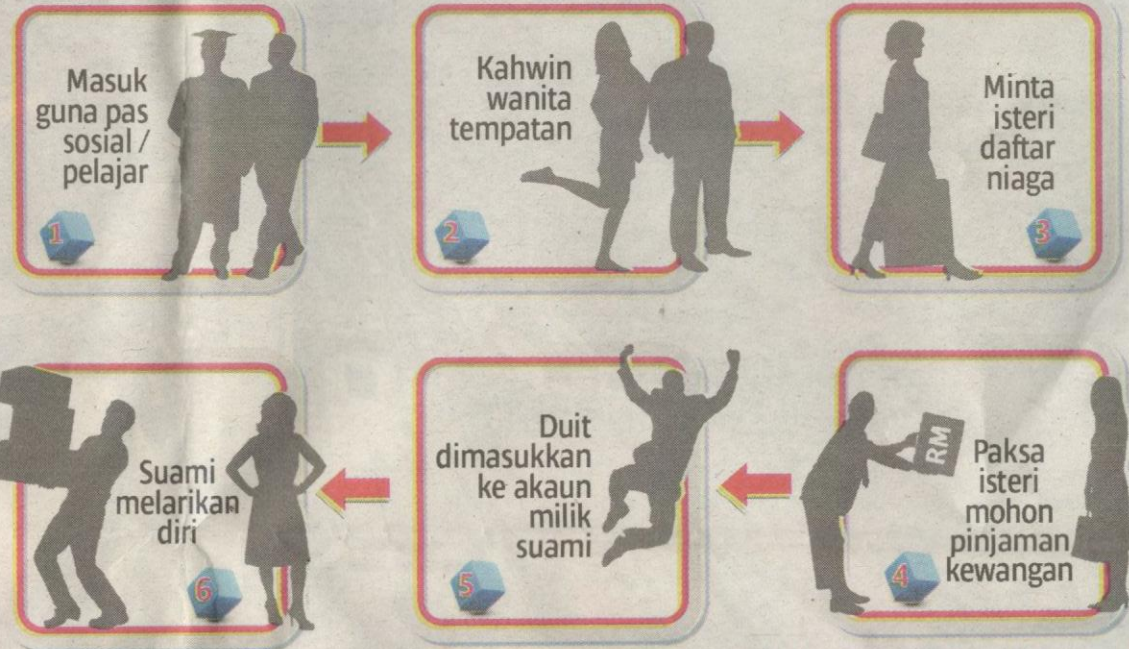 Masuk
guna pas
sosial /
pelajar
1
Kahwin
wanita
tempatan
2
Minta
isteri
daftar
niaga
3
RM
Paksa
isteri
mohon
pinjaman
kewangan
4
Duit
dimasukkan
ke akaun
milik
suami
5
Suami
melarikan
diri
6